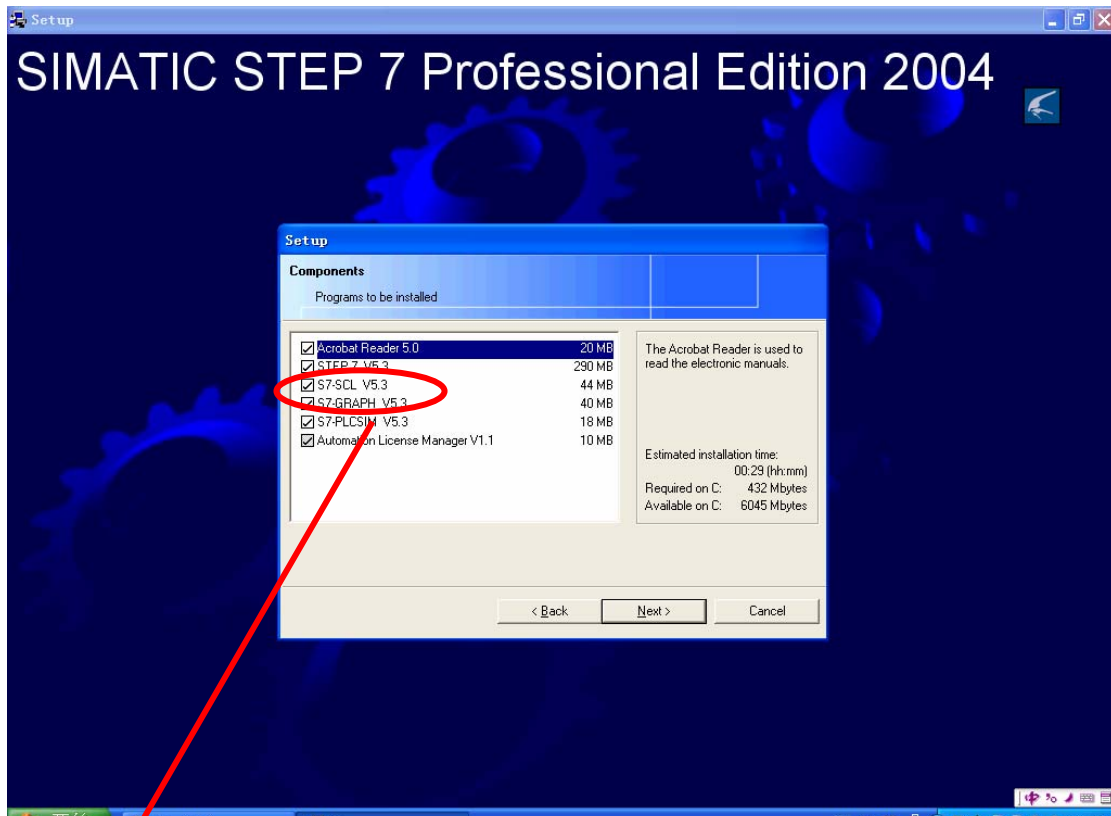 Setup
SIMATIC STEP 7 Professional Edition 2004
Setup
Components
Programs to be installed
Acrobat Reader 5.0 20 MB
STEP 7 V5.3 290 MB
S7-SCL V5.3 44 MB
S7-GRAPH V5.3 40 MB
S7-PLCSIM V5.3 18 MB
Automation License Manager V1.1 10 MB
The Acrobat Reader is used to
read the electronic manuals.
Estimated installation time:
00:29 (hh:mm)
Required on C: 432 Mbytes
Available on C: 6045 Mbytes
< Back Next > Cancel
中